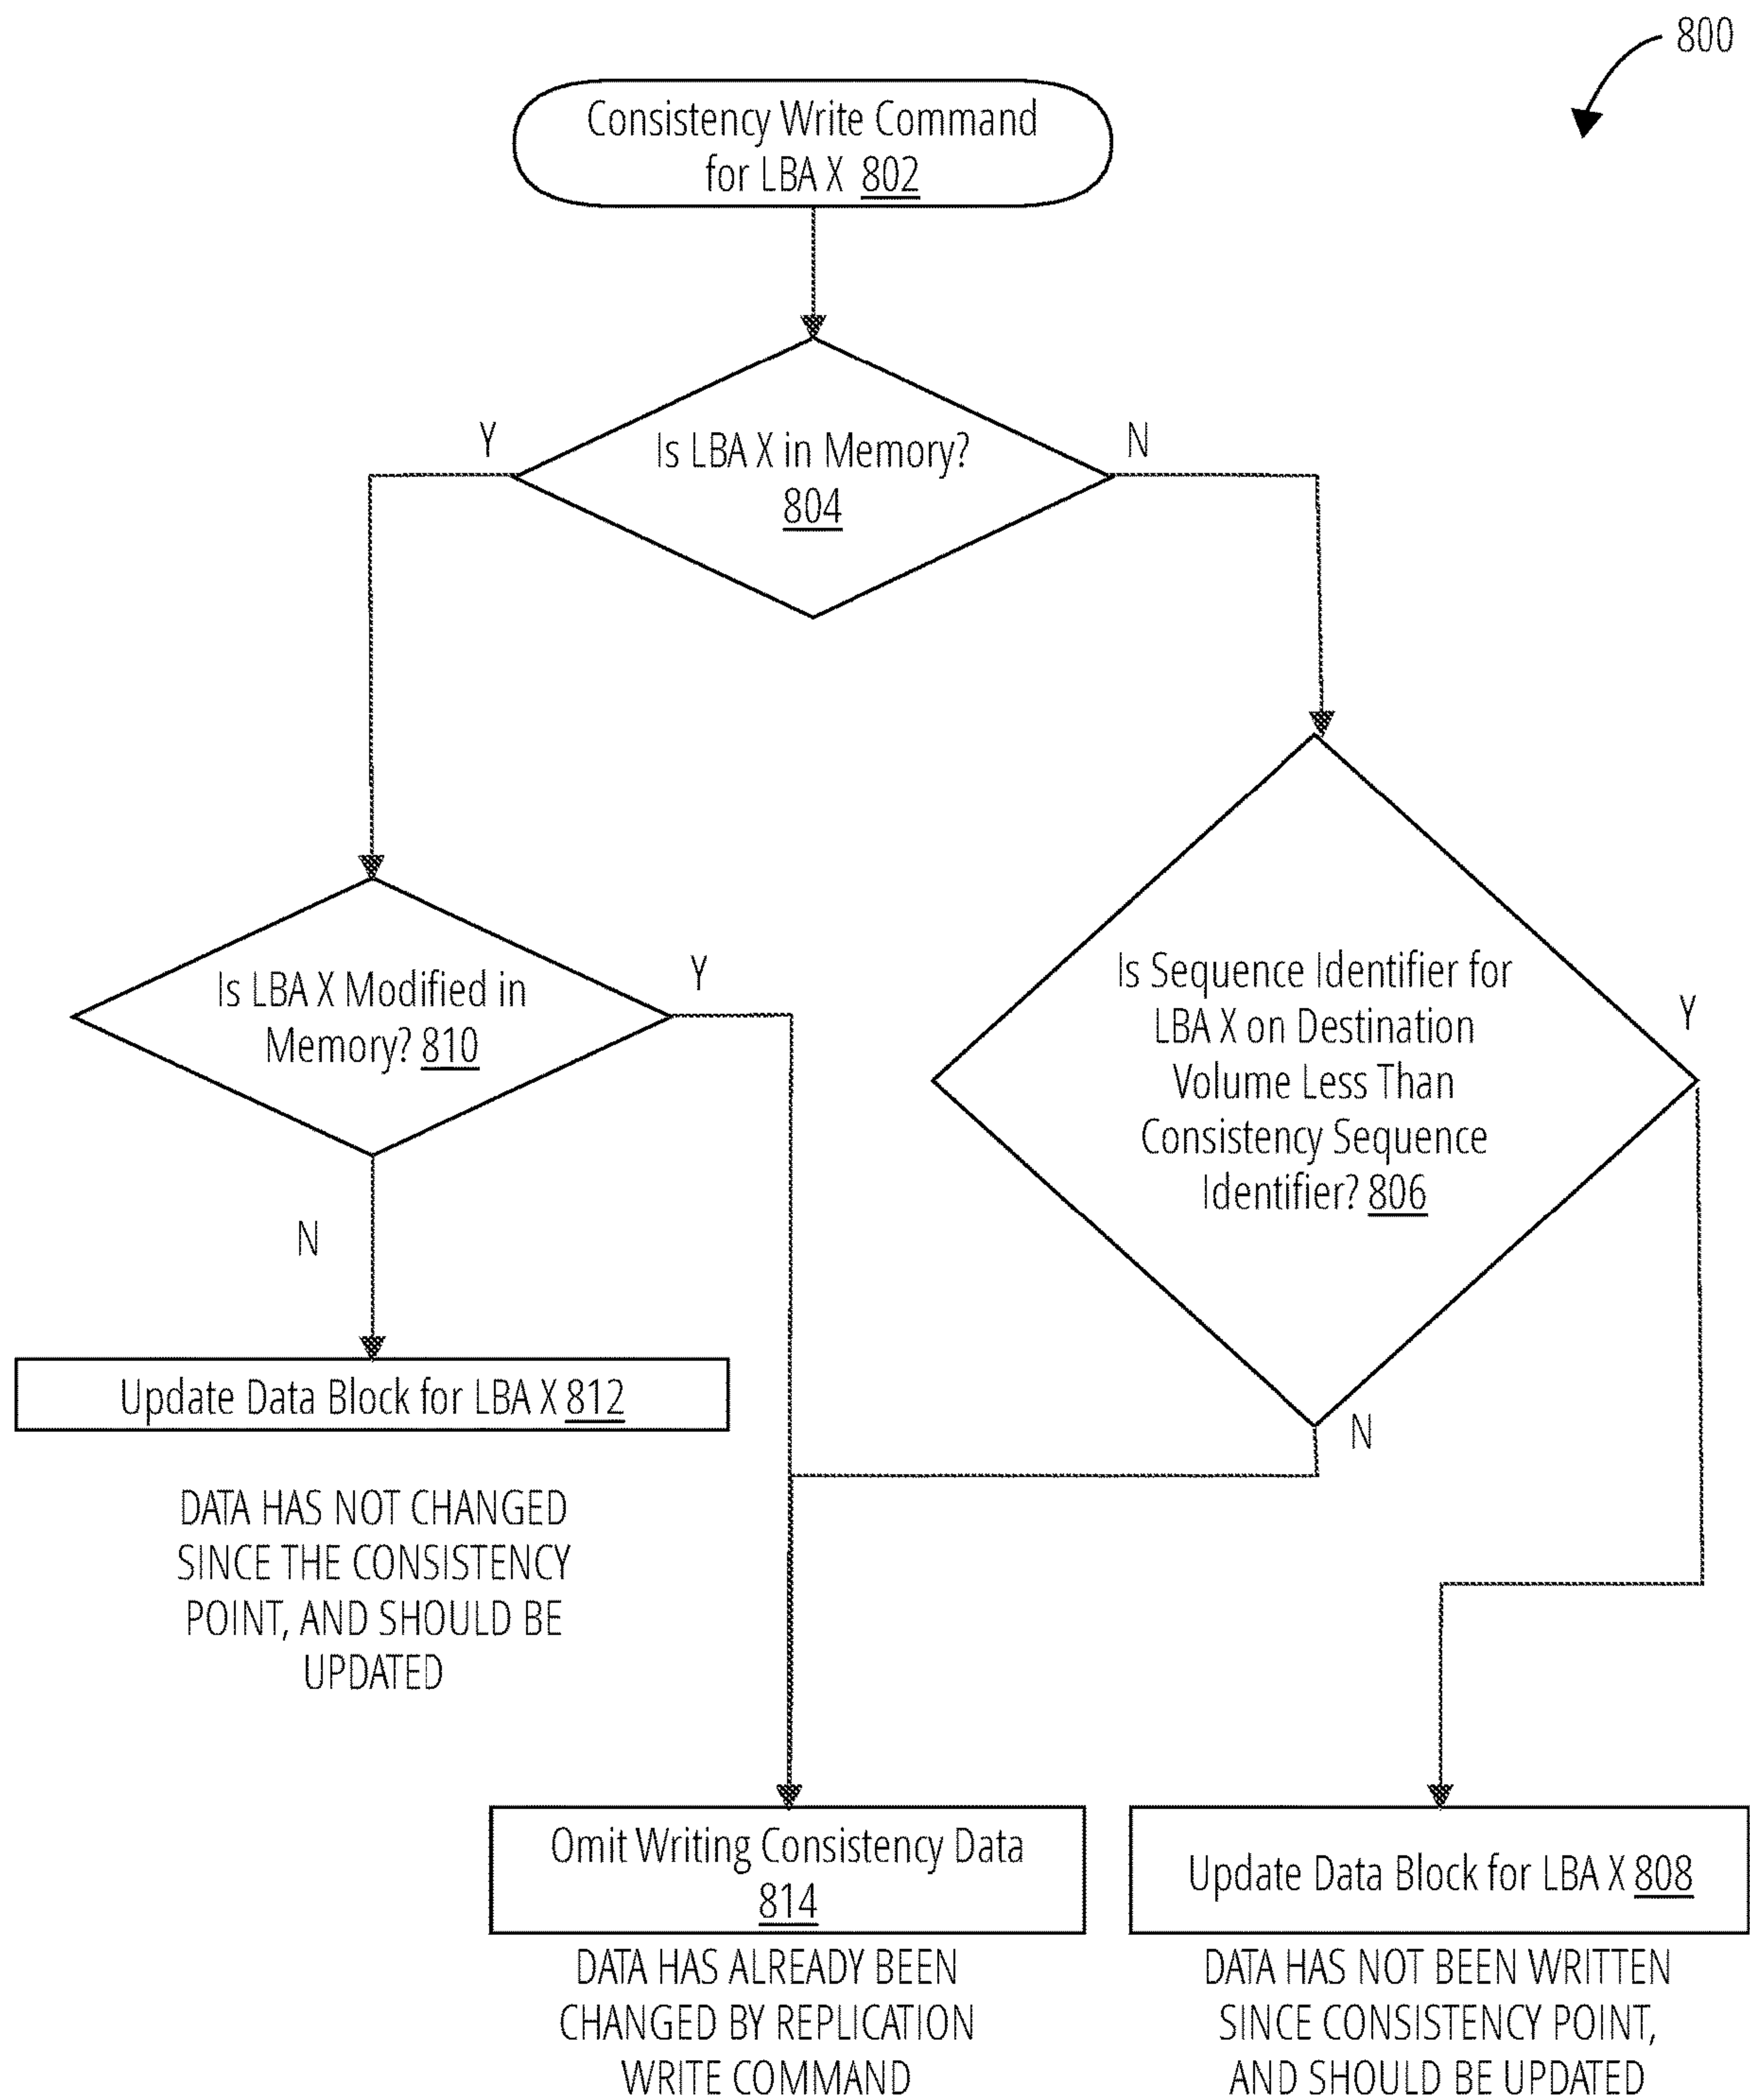 800
Consistency Write Command
for LBA X 802
Y
Is LBA X in Memory?
804
N
Is LBA X Modified in
Memory? 810
Y
N
Is Sequence Identifier for
LBA X on Destination
Volume Less Than
Consistency Sequence
Identifier? 806
Y
N
Update Data Block for LBA X 812
DATA HAS NOT CHANGED
SINCE THE CONSISTENCY
POINT, AND SHOULD BE
UPDATED
Omit Writing Consistency Data
814
DATA HAS ALREADY BEEN
CHANGED BY REPLICATION
WRITE COMMAND
Update Data Block for LBA X 808
DATA HAS NOT BEEN WRITTEN
SINCE CONSISTENCY POINT,
AND SHOULD BE UPDATED